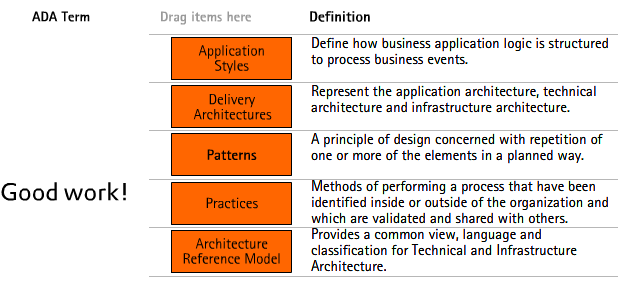 ADA Term
Drag items here
Definition
Application
Styles
Define how business application logic is structured
to process business events.
Delivery
Architectures
Represent the application architecture, technical
architecture and infrastructure architecture.
Patterns
A principle of design concerned with repetition of
one or more of the elements in a planned way.
Good work!
Practices
Methods of performing a process that have been
identified inside or outside of the organization and
which are validated and shared with others.
Architecture
Reference Model
Provides a common view, language and
classification for Technical and Infrastructure
Architecture.